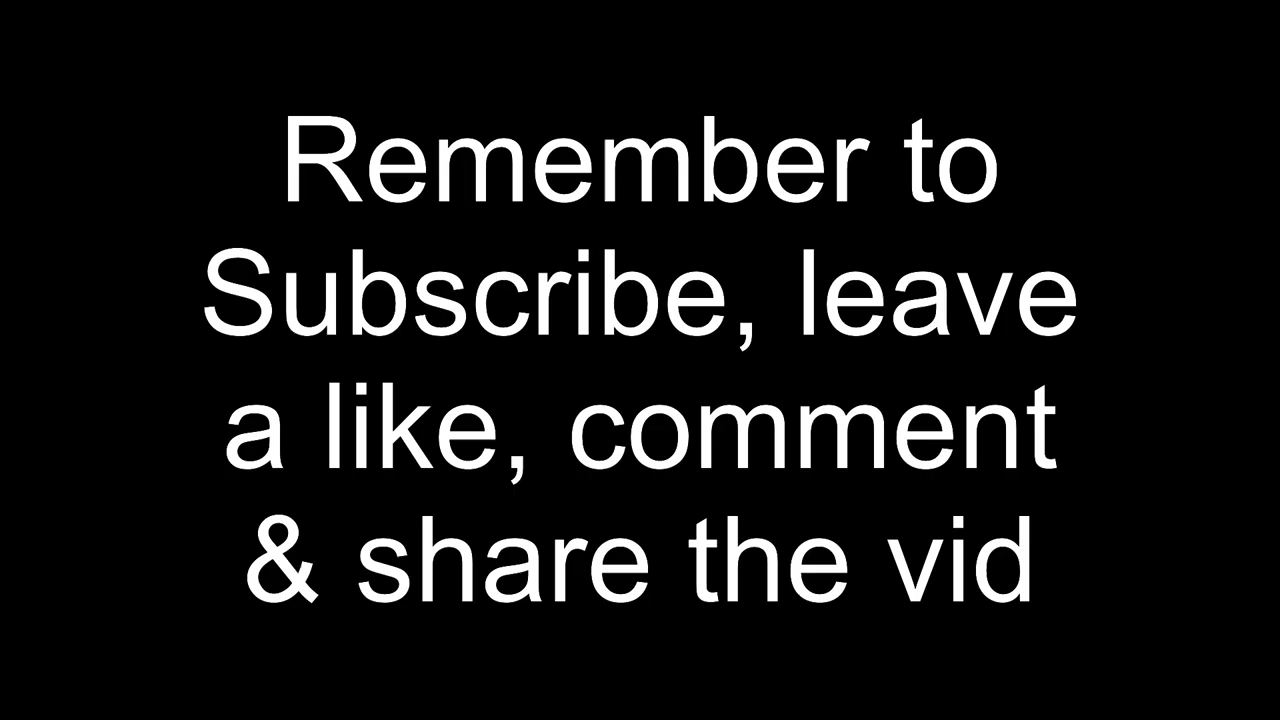 Remember to
Subscribe, leave
a like, comment
& share the vid